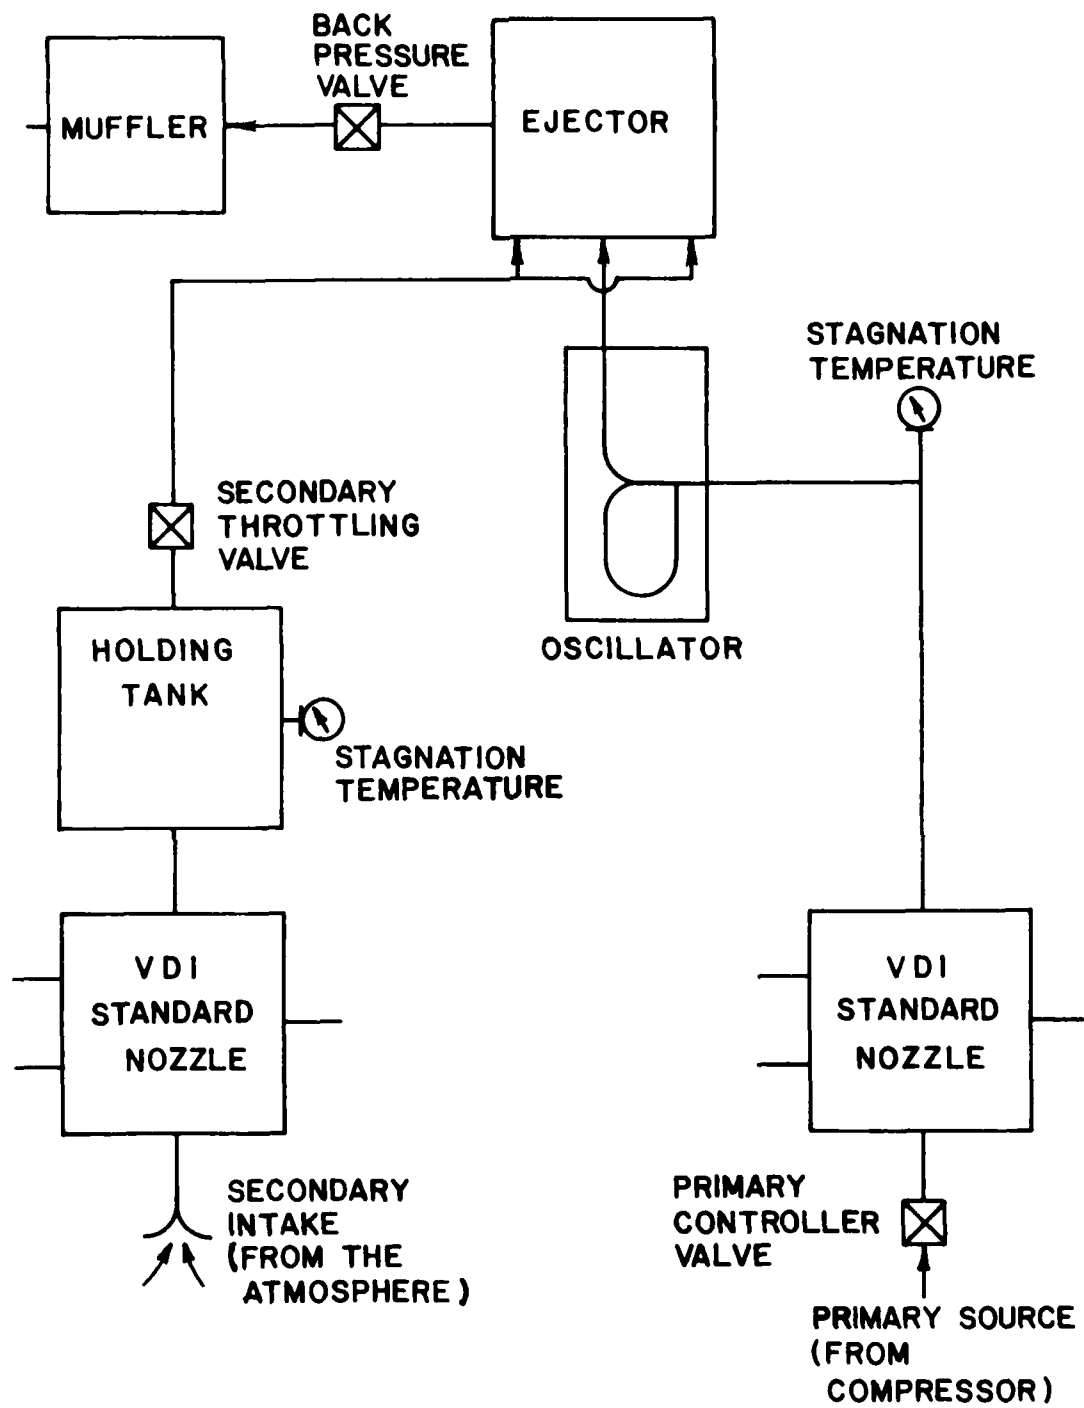 BACK
PRESSURE
VALVE
MUFFLER
EJECTOR
STAGNATION
TEMPERATURE
SECONDARY
THROTTLING
VALVE
HOLDING
TANK
OSCILLATOR
STAGNATION
TEMPERATURE
VDI
STANDARD
NOZZLE
VDI
STANDARD
NOZZLE
SECONDARY
INTAKE
(FROM THE
ATMOSPHERE)
PRIMARY
CONTROLLER
VALVE
PRIMARY SOURCE
(FROM
COMPRESSOR)